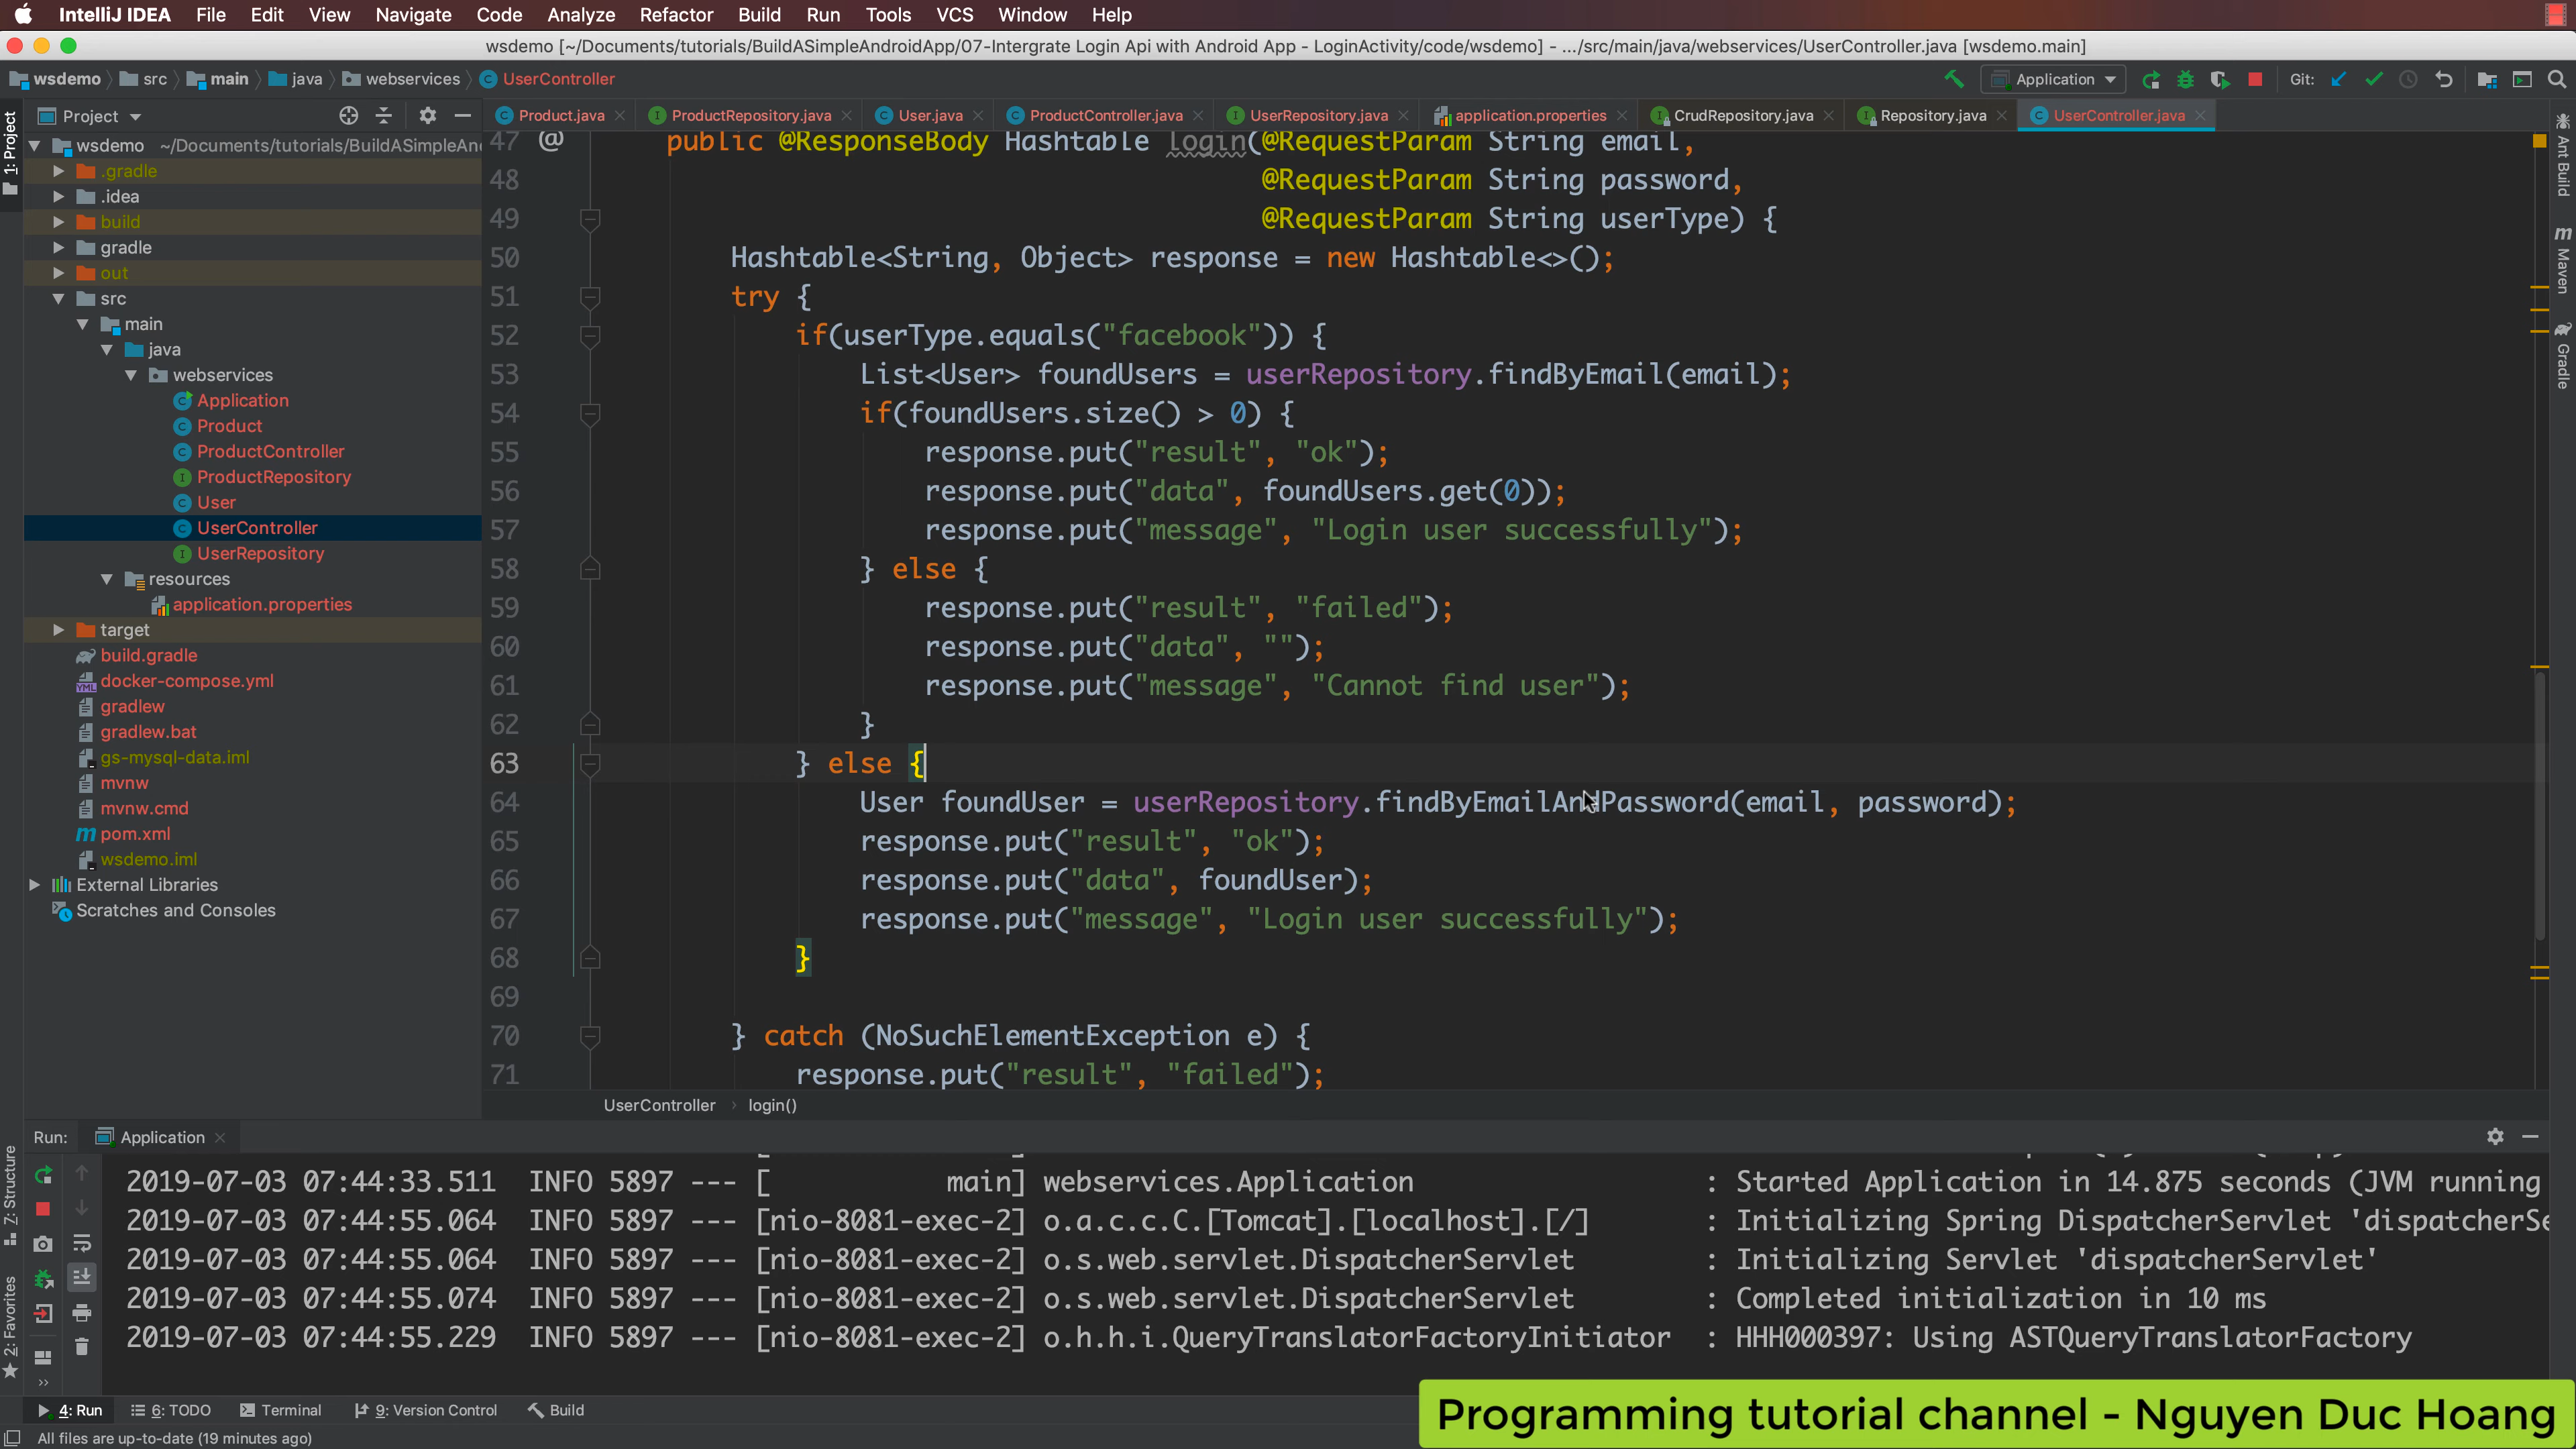 IntelliJ IDEA File Edit View Navigate Code Analyze Refactor Build Run Tools VCS Window Help
wsdemo [~/Documents/tutorials/BuildASimpleAndroidApp/07-Intergrate Login Api with Android App - LoginActivity/code/wsdemo] - .../src/main/java/webservices/UserController.java [wsdemo.main]
wsdemo src main java webservices UserController Application Git:
Project Product.java ProductRepository.java User.java ProductController.java UserRepository.java application.properties CrudRepository.java Repository.java UserController.java
1: Project
Ant Build
Maven
Gradle
wsdemo ~/Documents/tutorials/BuildASimpleAn
.gradle
.idea
build
gradle
out
src
main
java
webservices
Application
Product
ProductController
ProductRepository
User
UserController
UserRepository
resources
application.properties
target
build.gradle
docker-compose.yml
gradlew
gradlew.bat
gs-mysql-data.iml
mvnw
mvnw.cmd
pom.xml
wsdemo.iml
External Libraries
Scratches and Consoles
47 @ public @ResponseBody Hashtable login(@RequestParam String email,
48 @RequestParam String password,
49 @RequestParam String userType) {
50 Hashtable<String, Object> response = new Hashtable<>();
51 try {
52 if(userType.equals("facebook")) {
53 List<User> foundUsers = userRepository.findByEmail(email);
54 if(foundUsers.size() > 0) {
55 response.put("result", "ok");
56 response.put("data", foundUsers.get(0));
57 response.put("message", "Login user successfully");
58 } else {
59 response.put("result", "failed");
60 response.put("data", "");
61 response.put("message", "Cannot find user");
62 }
63 } else {
64 User foundUser = userRepository.findByEmailAndPassword(email, password);
65 response.put("result", "ok");
66 response.put("data", foundUser);
67 response.put("message", "Login user successfully");
68 }
69
70 } catch (NoSuchElementException e) {
71 response.put("result", "failed");
UserController login()
Run: Application
7: Structure
2: Favorites
2019-07-03 07:44:33.511 INFO 5897 --- [ main] webservices.Application : Started Application in 14.875 seconds (JVM running
2019-07-03 07:44:55.064 INFO 5897 --- [nio-8081-exec-2] o.a.c.c.C.[Tomcat].[localhost].[/] : Initializing Spring DispatcherServlet 'dispatcherSe
2019-07-03 07:44:55.064 INFO 5897 --- [nio-8081-exec-2] o.s.web.servlet.DispatcherServlet : Initializing Servlet 'dispatcherServlet'
2019-07-03 07:44:55.074 INFO 5897 --- [nio-8081-exec-2] o.s.web.servlet.DispatcherServlet : Completed initialization in 10 ms
2019-07-03 07:44:55.229 INFO 5897 --- [nio-8081-exec-2] o.h.h.i.QueryTranslatorFactoryInitiator : HHH000397: Using ASTQueryTranslatorFactory
4: Run 6: TODO Terminal 9: Version Control Build
Programming tutorial channel - Nguyen Duc Hoang
All files are up-to-date (19 minutes ago)